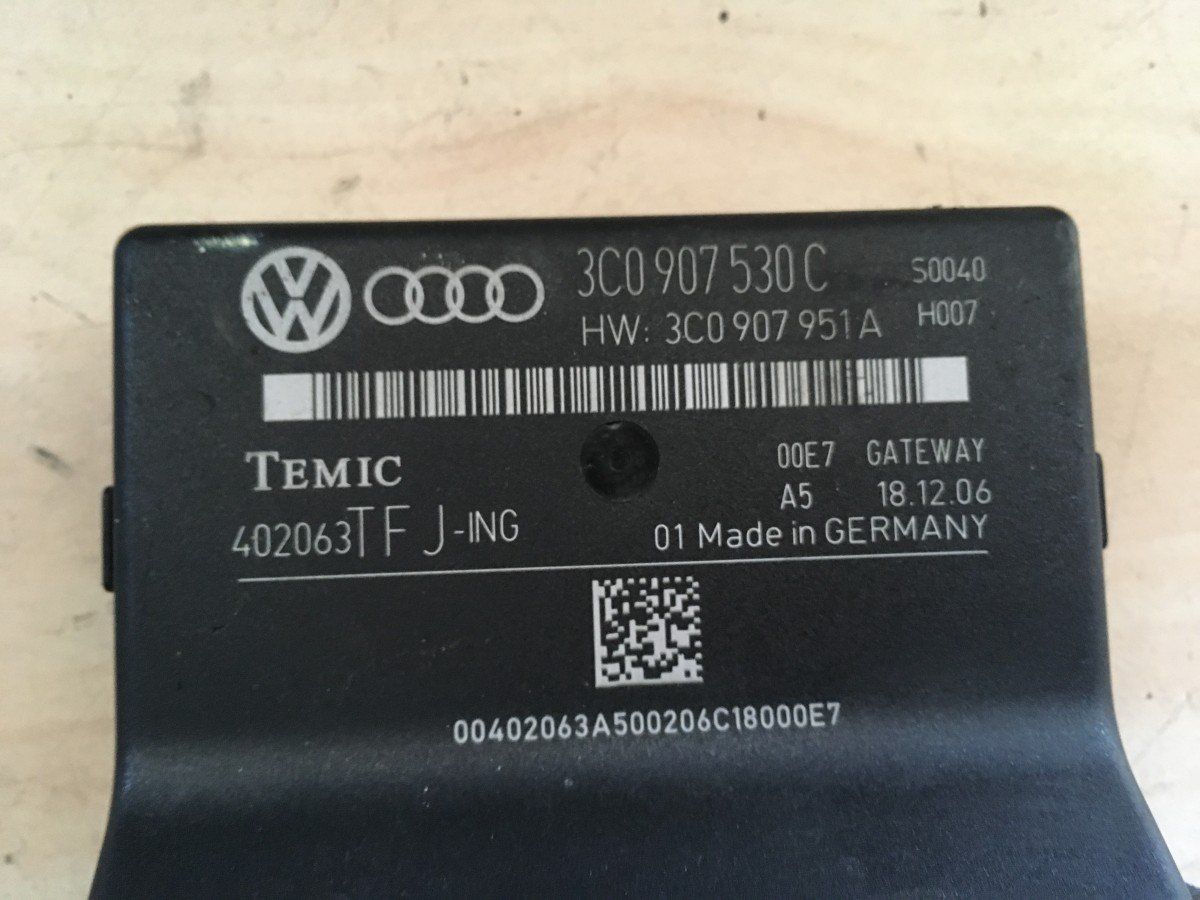 3C0 907 530 C S0040
HW: 3C0 907 951 A H007
TEMIC 00E7 GATEWAY
A5 18.12.06
402063TFJ-ING 01 Made in GERMANY
00402063A500206C18000E7